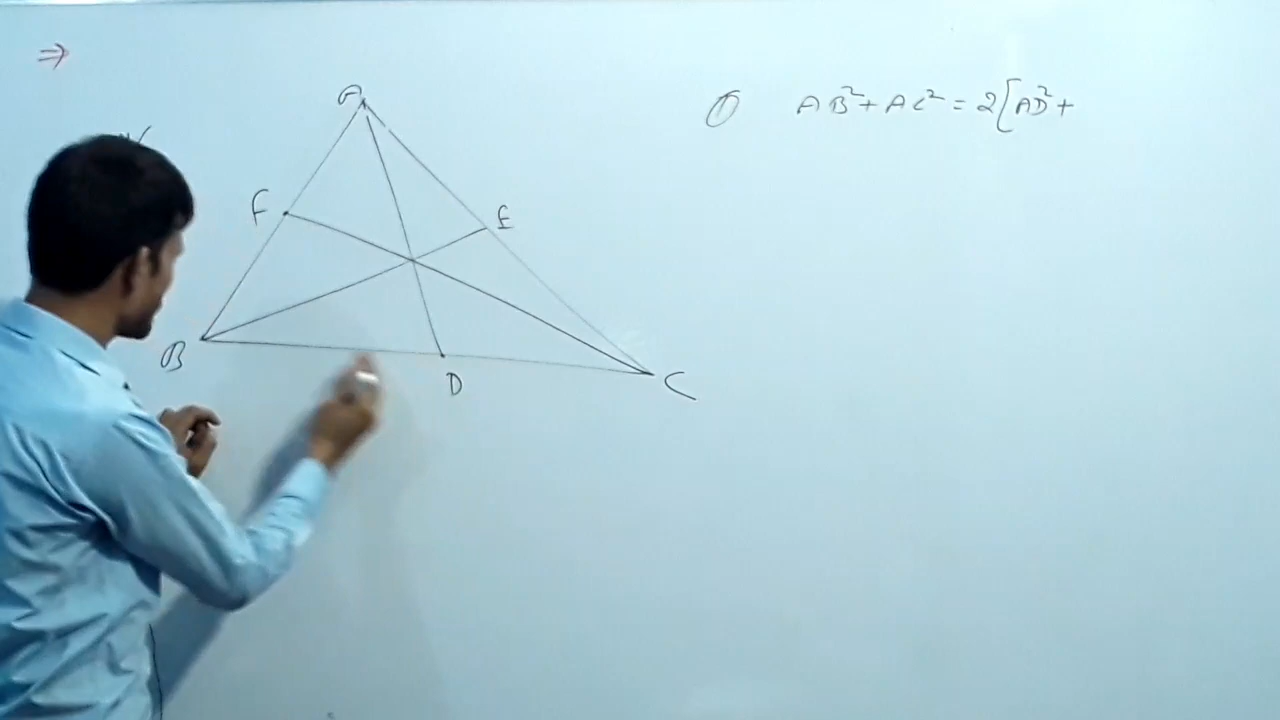 ⇒
A
① AB² + AC² = 2[AD² +
F
E
B
D
C